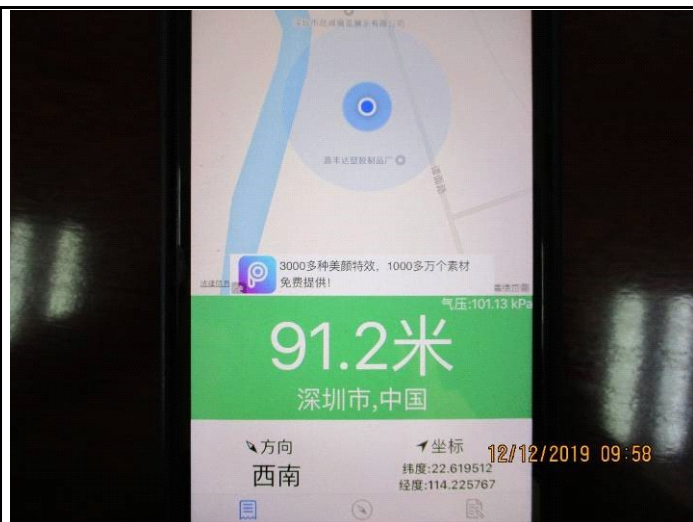 3000多种美颜特效，1000多万个素材
免费提供！
气压:101.13 kPa
91.2米
深圳市,中国
方向
西南
坐标
纬度:22.619512
经度:114.225767
12/12/2019 09:58